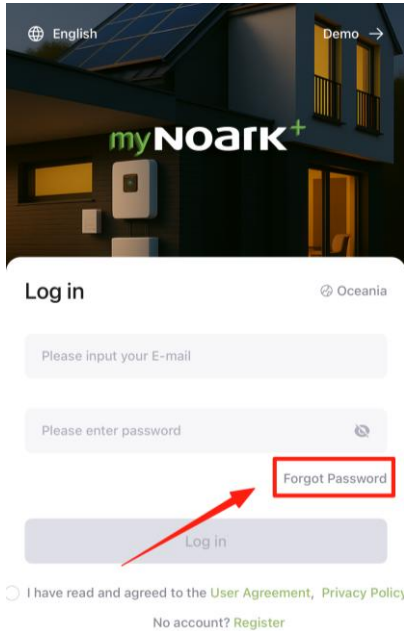 English
Demo →
myNoark+
Log in
Oceania
Please input your E-mail
Please enter password
Forgot Password
Log in
I have read and agreed to the User Agreement, Privacy Policy
No account? Register